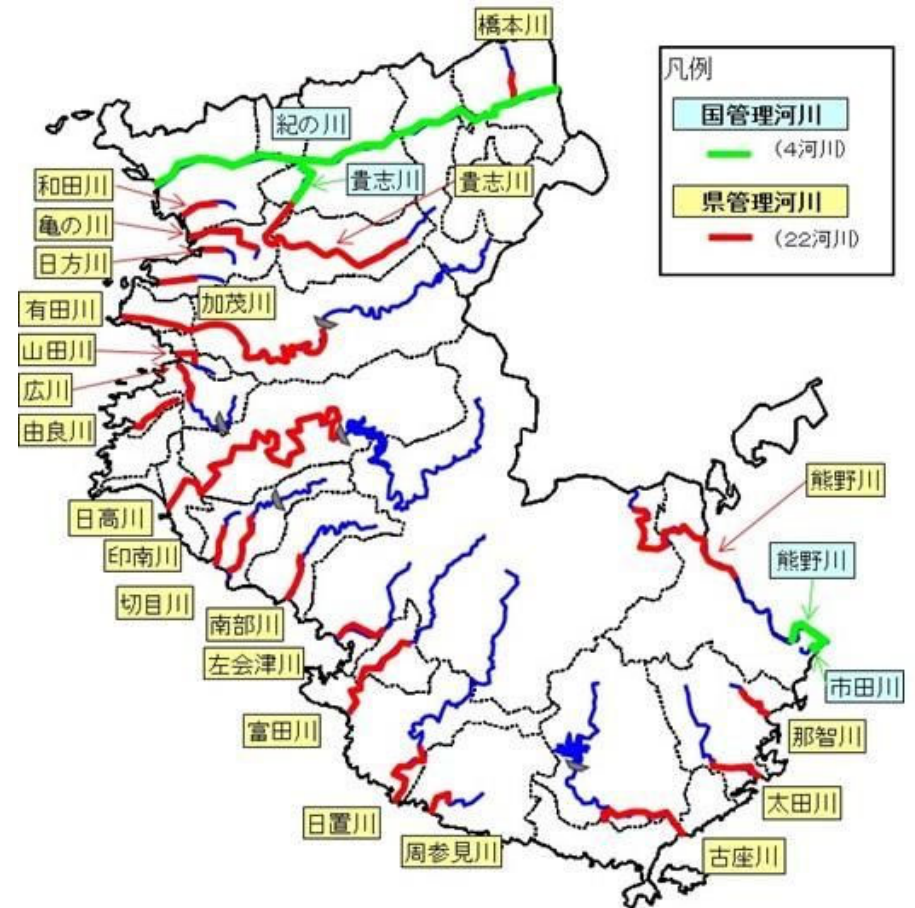 橋本川
凡例
国管理河川
(4河川)
県管理河川
(22河川)
紀の川
貴志川
貴志川
和田川
亀の川
日方川
加茂川
有田川
山田川
広川
由良川
日高川
印南川
切目川
南部川
左会津川
富田川
日置川
周参見川
熊野川
熊野川
市田川
那智川
太田川
古座川